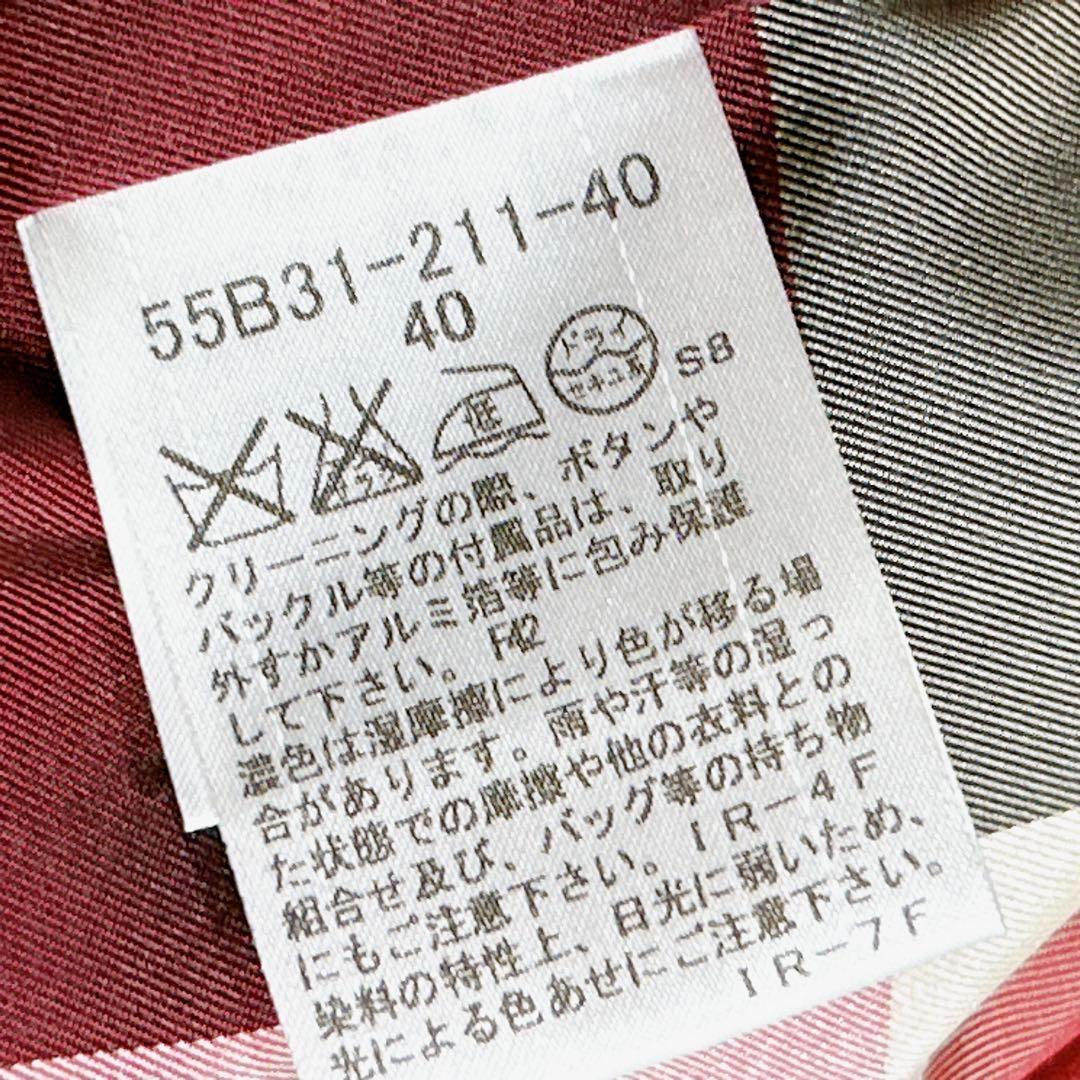 55B31-211-40
40
エンソ
低
ドライ
セキユ系
S8
クリーニングの際、ボタンや
バックル等の付属品は、取り
外すかアルミ箔等に包み保護
して下さい。 F42
濃色は湿摩擦により色が移る場
合があります。雨や汗等の湿っ
た状態での摩擦や他の衣料との
組合せ及び、バッグ等の持ち物
にもご注意下さい。IR-4F
染料の特性上、日光に弱いため、
光による色あせにご注意下さい。
IR-7F